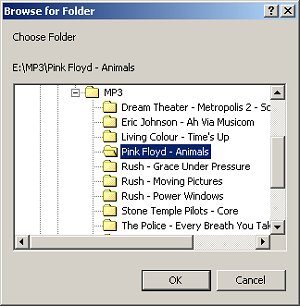 Browse for Folder
Choose Folder
E:\MP3\Pink Floyd - Animals
MP3
Dream Theater - Metropolis 2 - Sc
Eric Johnson - Ah Via Musicom
Living Colour - Time's Up
Pink Floyd - Animals
Rush - Grace Under Pressure
Rush - Moving Pictures
Rush - Power Windows
Stone Temple Pilots - Core
The Police - Every Breath You Tak
OK
Cancel